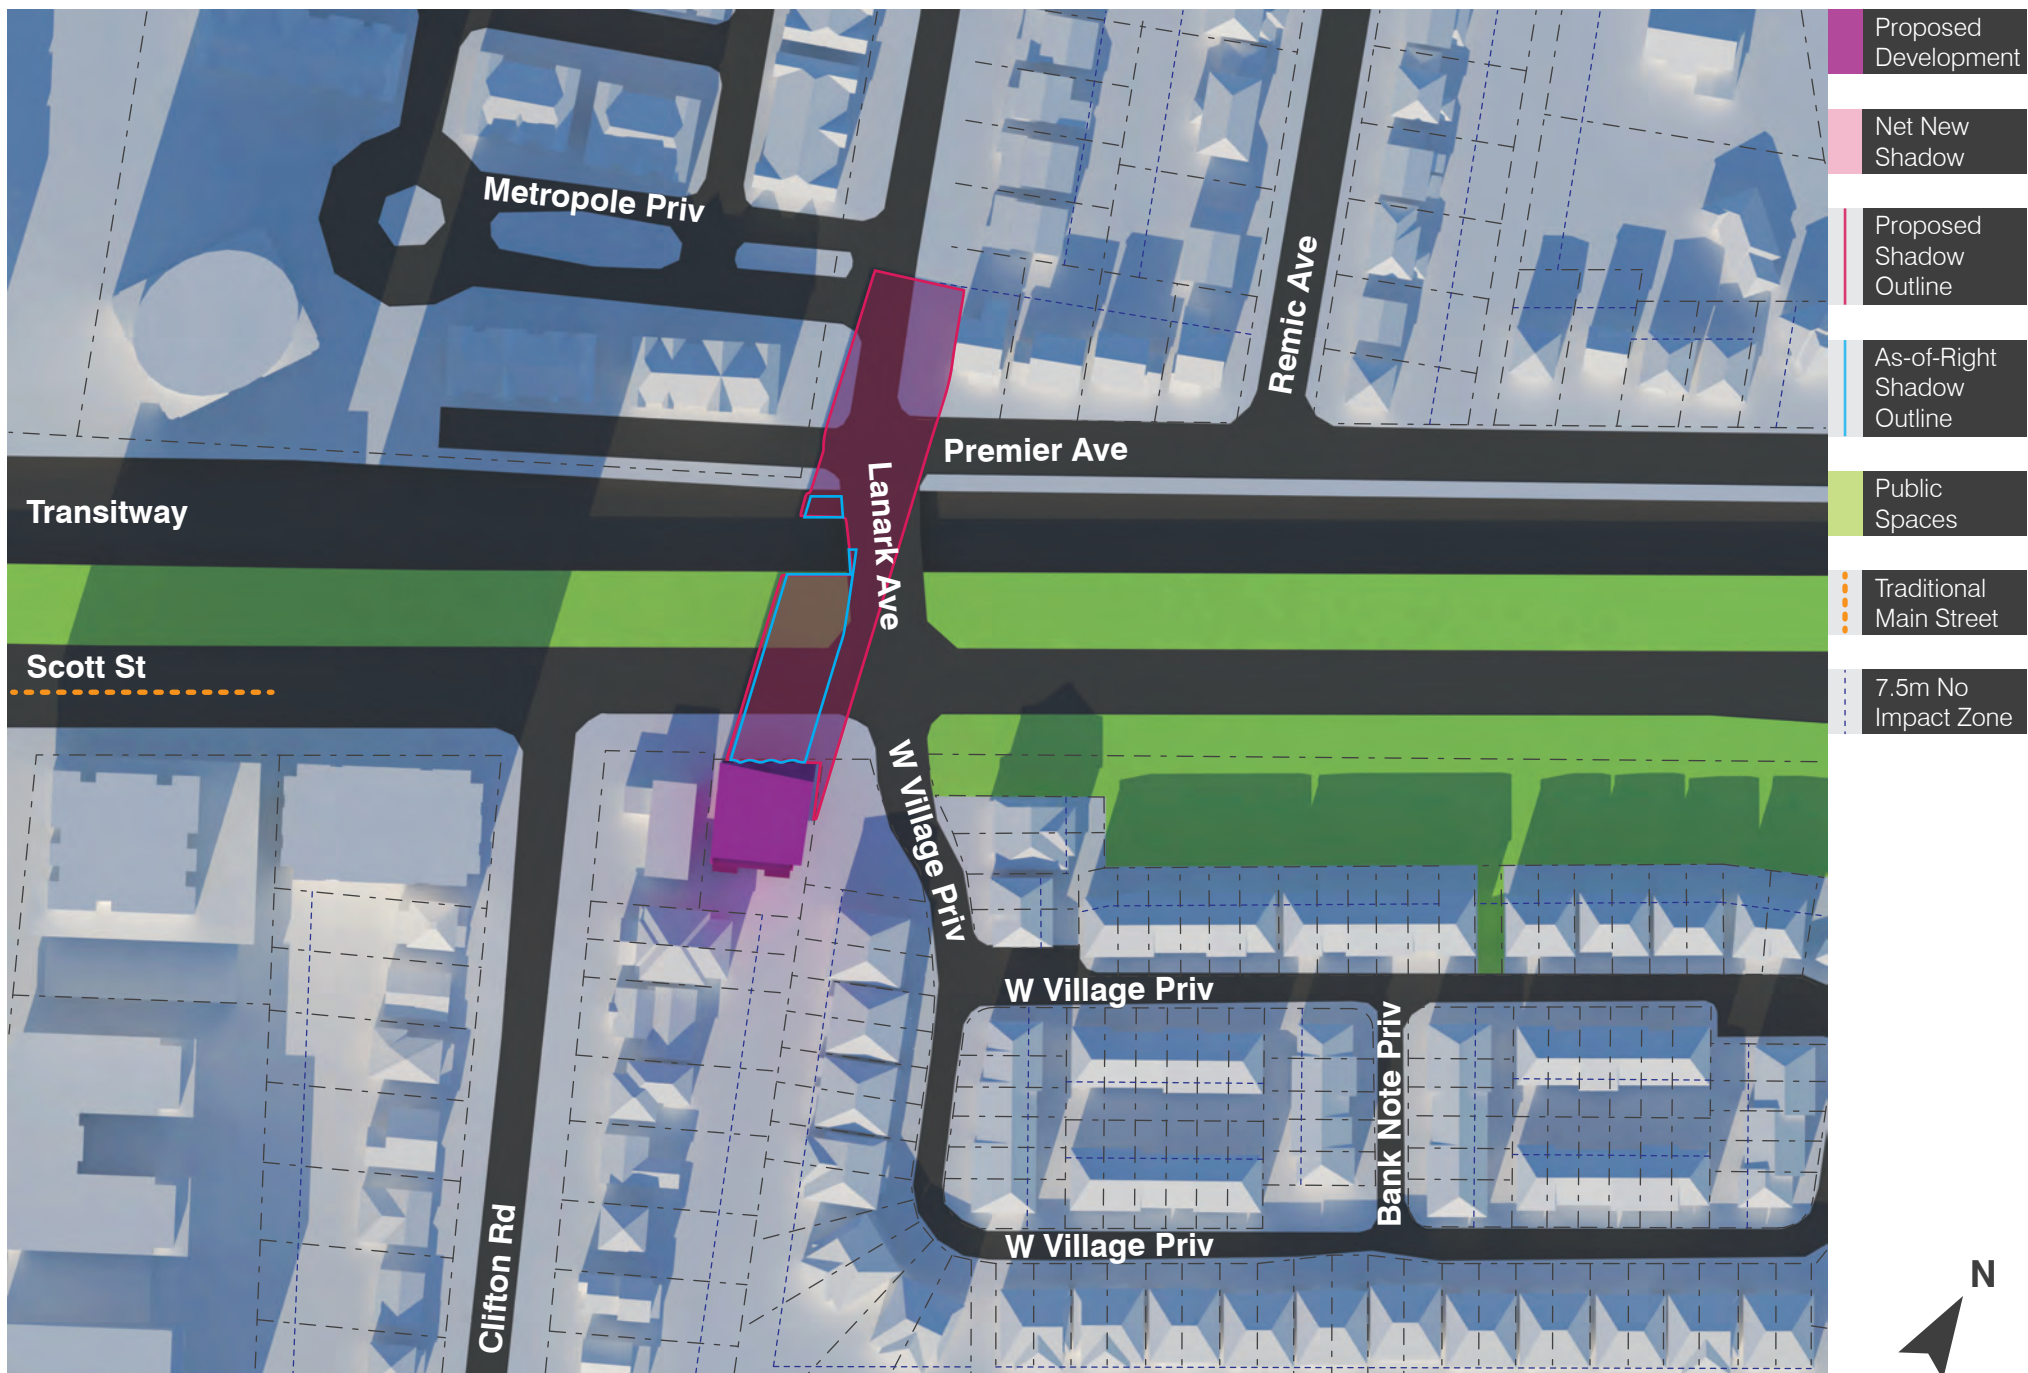 Metropole Priv
Remic Ave
Premier Ave
Lanark Ave
Transitway
Scott St
W Village Priv
W Village Priv
Bank Note Priv
Clifton Rd
W Village Priv
Proposed
Development
Net New
Shadow
Proposed
Shadow
Outline
As-of-Right
Shadow
Outline
Public
Spaces
Traditional
Main Street
7.5m No
Impact Zone
N